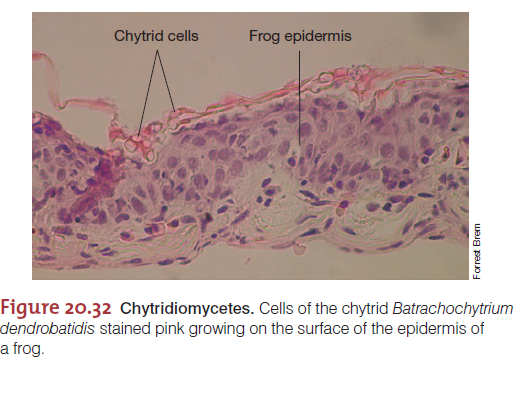 Chytrid cells Frog epidermis
Forrest Brem
Figure 20.32 Chytridiomycetes. Cells of the chytrid Batrachochytrium
dendrobatidis stained pink growing on the surface of the epidermis of
a frog.